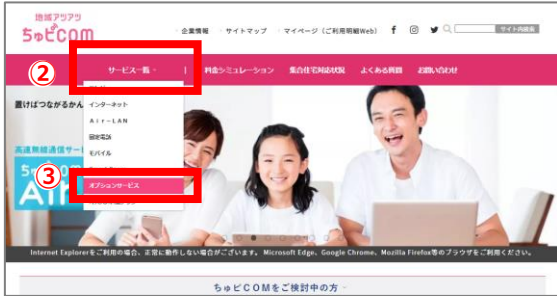 地域アツアツ
ちゅピCOM
企業情報 サイトマップ マイページ（ご利用明細Web） サイト内検索
② サービス一覧 料金シミュレーション 集合住宅対応状況 よくある質問 お問い合わせ
置けばつながるかん
インターネット
Air-LAN
固定電話
モバイル
高速無線通信サー
③ オプションサービス
Internet Explorerをご利用の場合、正常に動作しない場合がございます。 Microsoft Edge、Google Chrome、Mozilla Firefox等のブラウザをご利用ください。
ちゅピCOMをご検討中の方